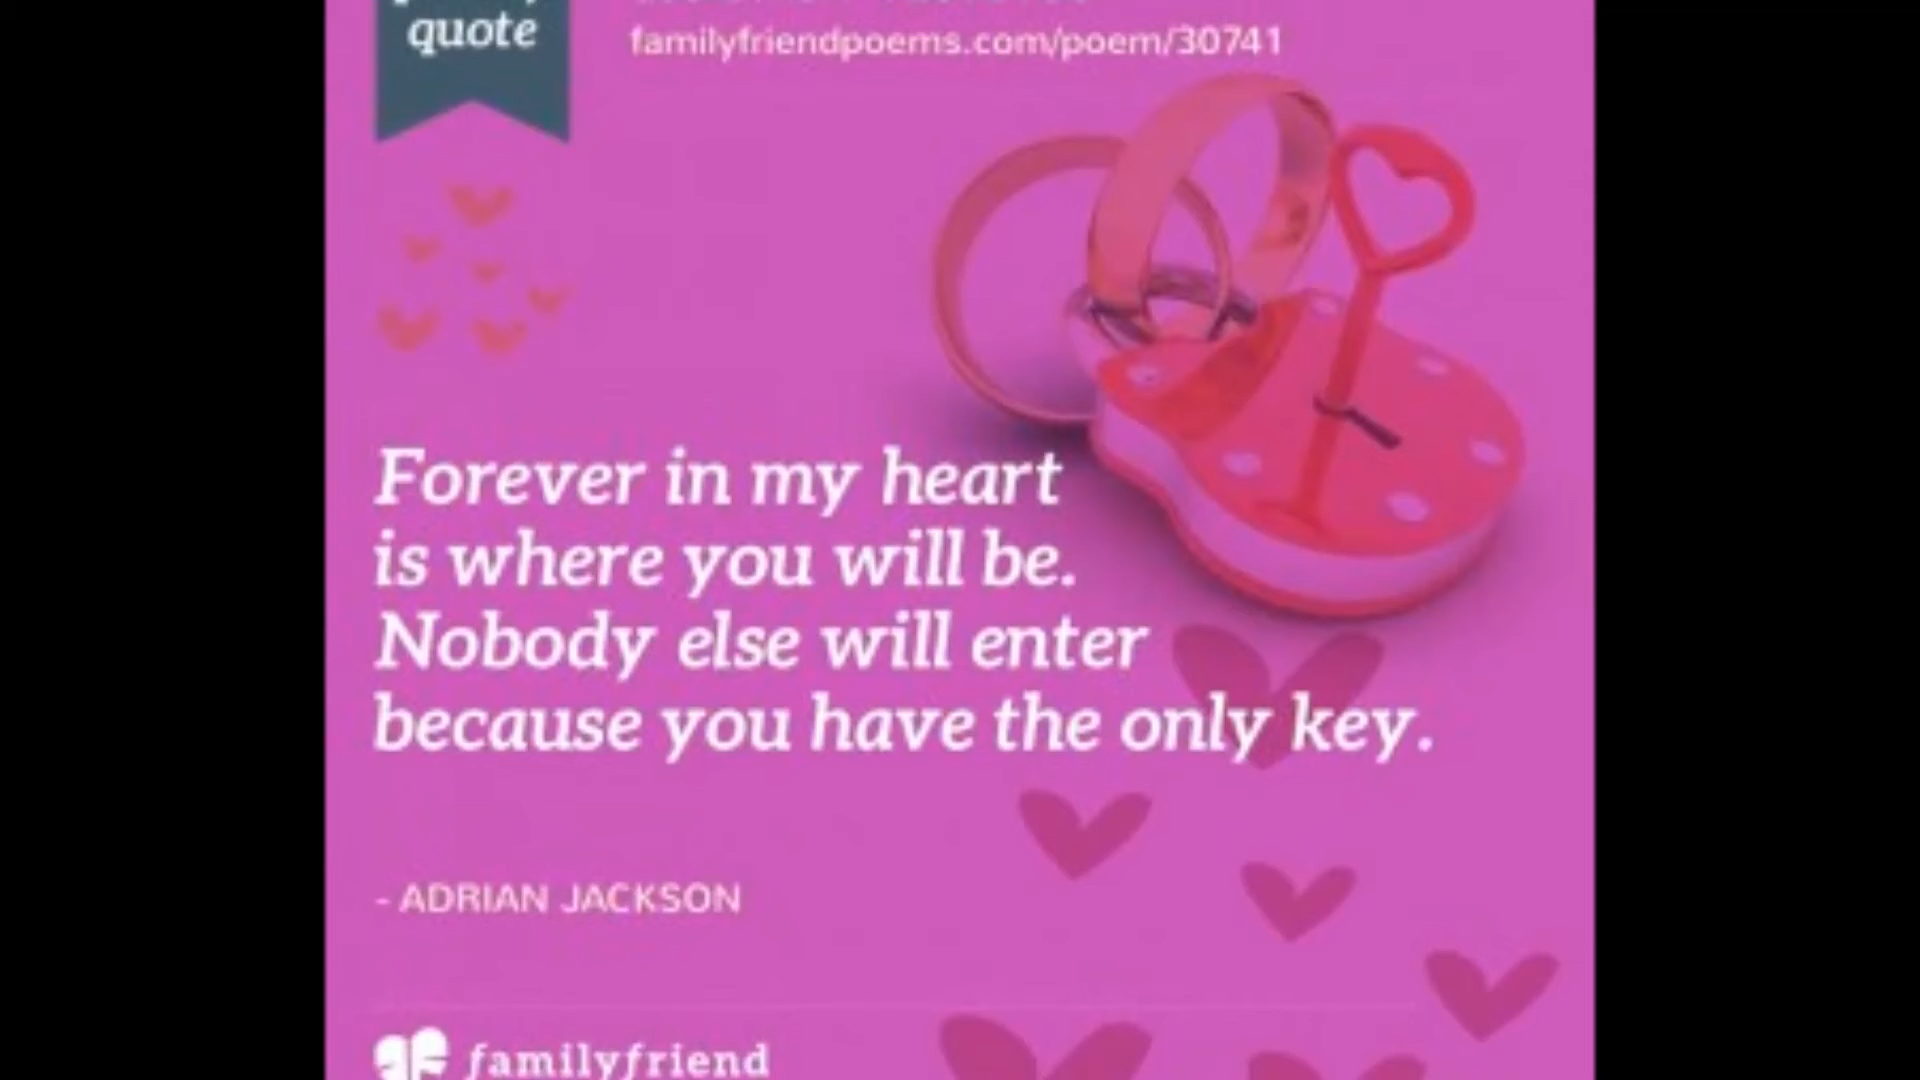 quote
familyfriendpoems.com/poem/30741
Forever in my heart
is where you will be.
Nobody else will enter
because you have the only key.
- ADRIAN JACKSON
familyfriend